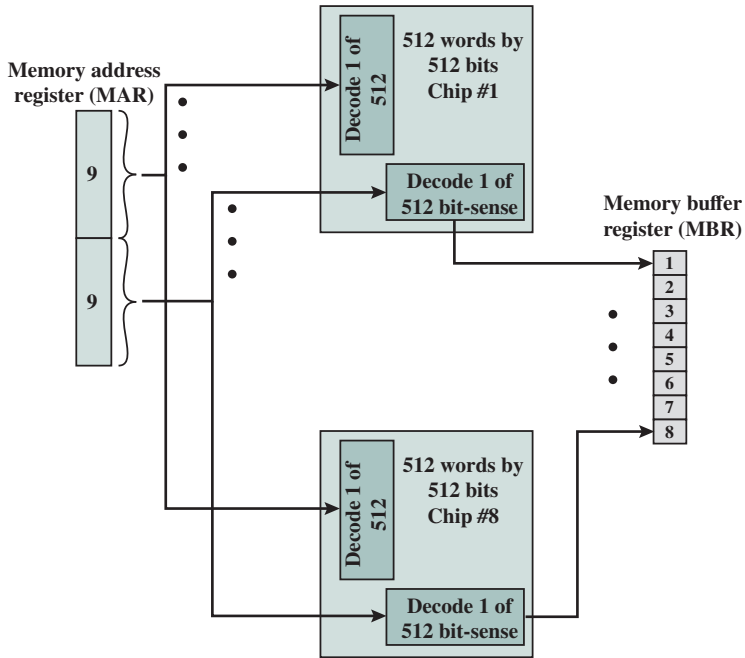 Memory address
register (MAR)
9
9
Decode 1 of
512
512 words by
512 bits
Chip #1
Decode 1 of
512 bit-sense
Memory buffer
register (MBR)
1
2
3
4
5
6
7
8
Decode 1 of
512
512 words by
512 bits
Chip #8
Decode 1 of
512 bit-sense